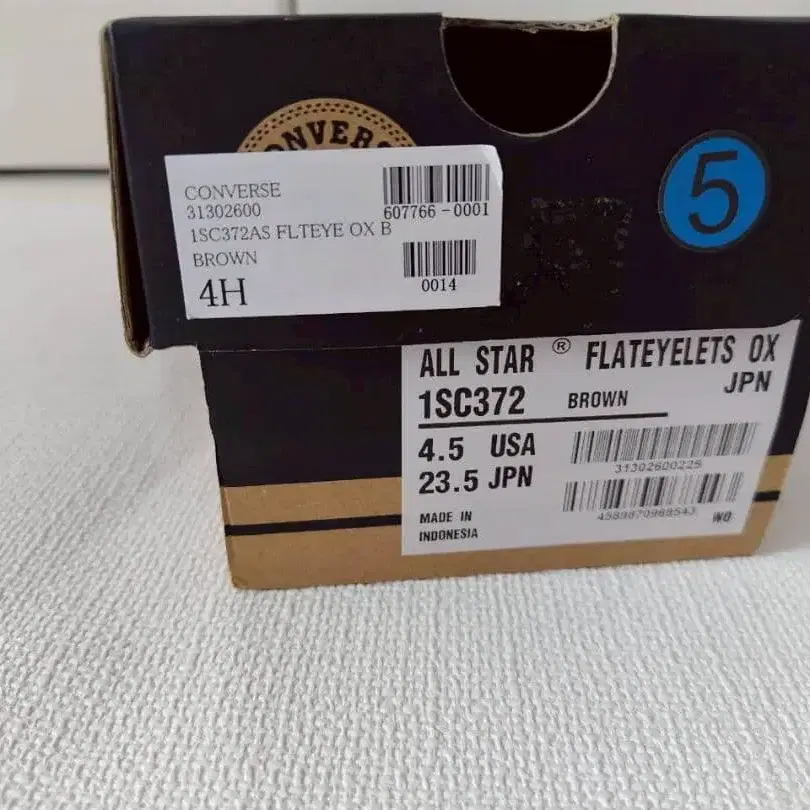 CONVERSE
5
CONVERSE
31302600
607766-0001
1SC372AS FLTEYE OX B
BROWN
4H
0014
ALL STAR ® FLATEYELETS OX
JPN
1SC372 BROWN
4.5 USA
31302600225
23.5 JPN
MADE IN
INDONESIA
WO